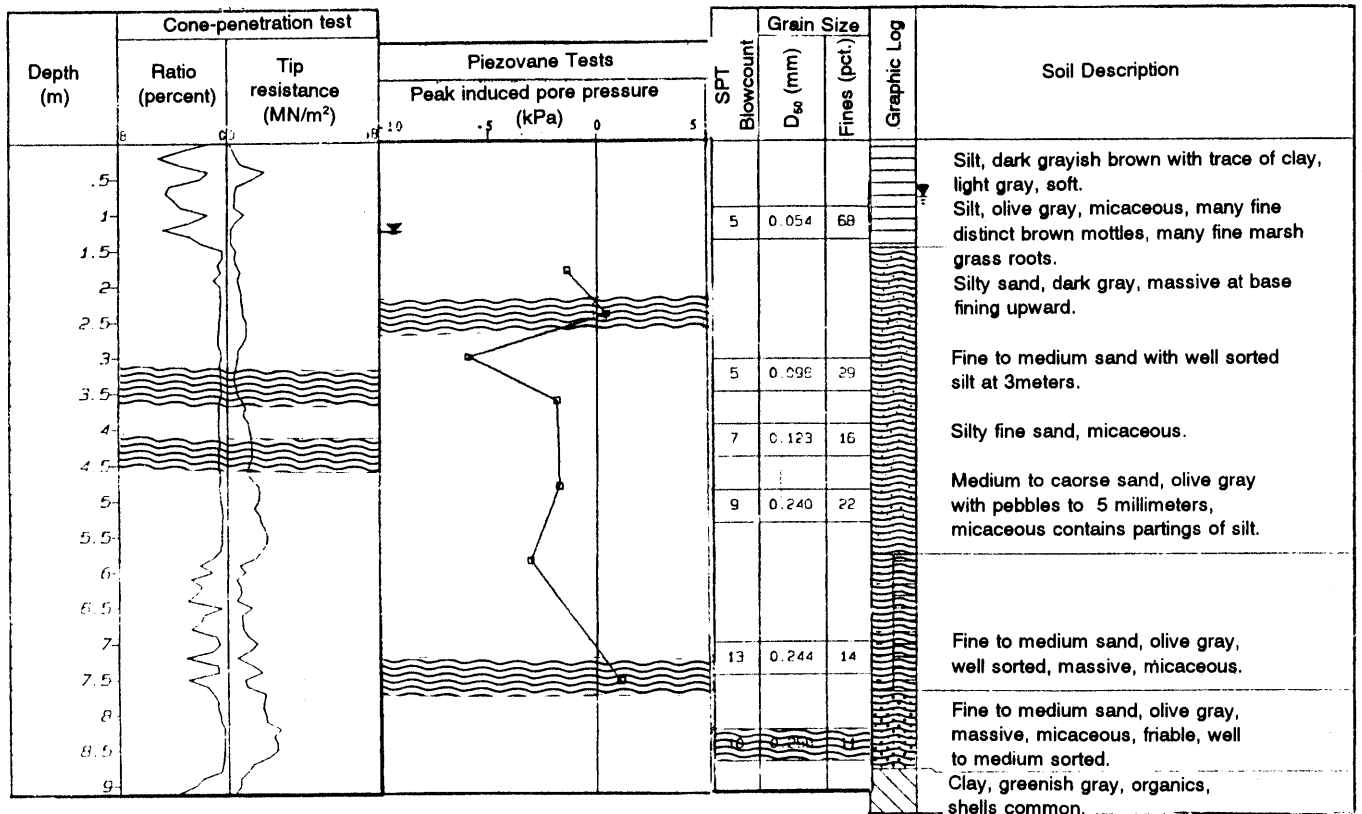 Cone-penetration test
Depth
(m)
Ratio
(percent)
Tip
resistance
(MN/m²)
Piezovane Tests
Peak induced pore pressure
(kPa)
SPT
Blowcount
Grain Size
D₅₀ (mm)
Fines (pct.)
Graphic Log
Soil Description
8
0
0
18
-10
-5
0
5
.5
1
1.5
2
2.5
3
3.5
4
4.5
5
5.5
6
6.5
7
7.5
8
8.5
9
5 0.054 68
5 0.098 29
7 0.123 16
9 0.240 22
13 0.244 14
Silt, dark grayish brown with trace of clay,
light gray, soft.
Silt, olive gray, micaceous, many fine
distinct brown mottles, many fine marsh
grass roots.
Silty sand, dark gray, massive at base
fining upward.
Fine to medium sand with well sorted
silt at 3meters.
Silty fine sand, micaceous.
Medium to caorse sand, olive gray
with pebbles to 5 millimeters,
micaceous contains partings of silt.
Fine to medium sand, olive gray,
well sorted, massive, micaceous.
Fine to medium sand, olive gray,
massive, micaceous, friable, well
to medium sorted.
Clay, greenish gray, organics,
shells common.